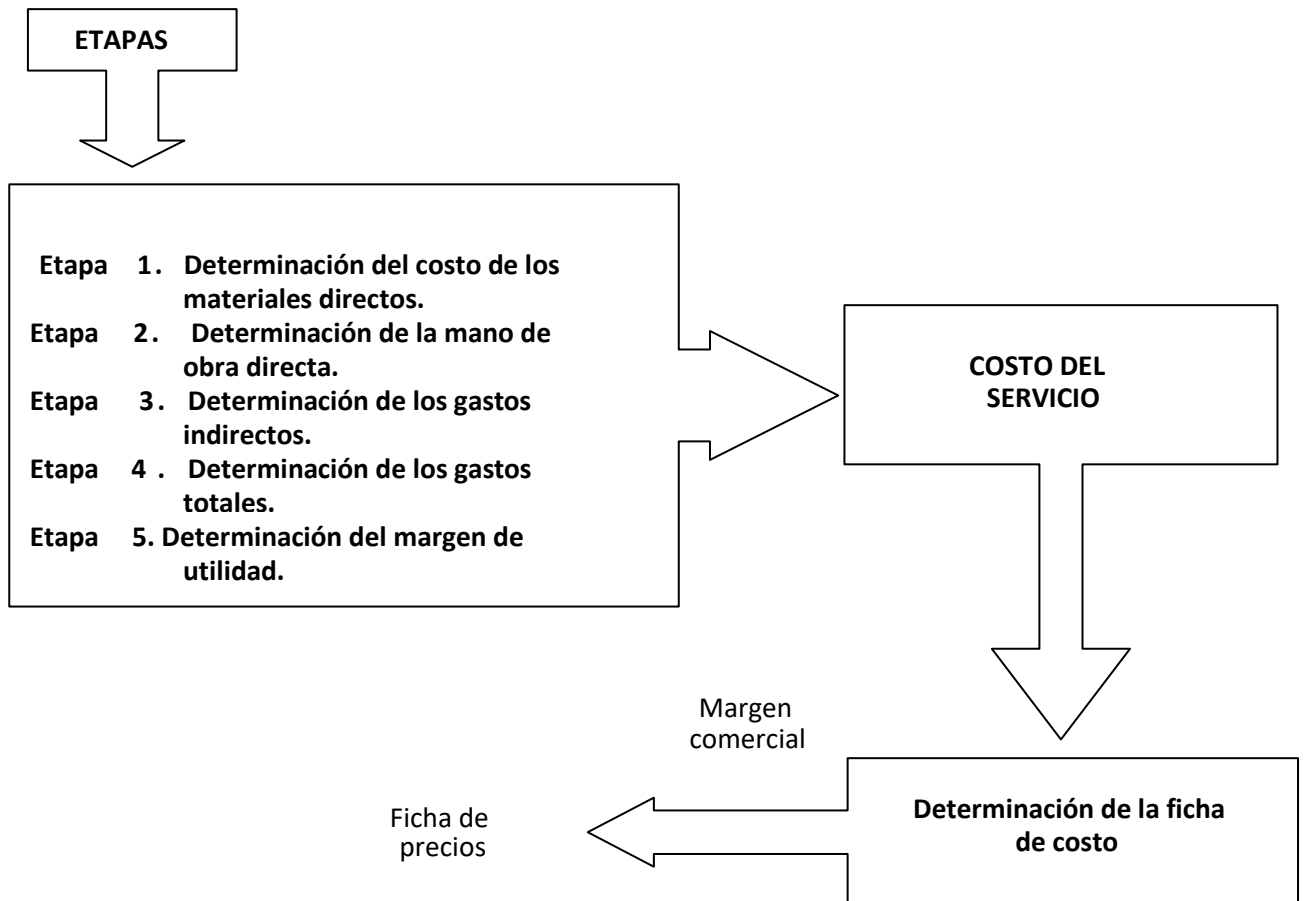 ETAPAS
Etapa 1. Determinación del costo de los
materiales directos.
Etapa 2. Determinación de la mano de
obra directa.
Etapa 3. Determinación de los gastos
indirectos.
Etapa 4 . Determinación de los gastos
totales.
Etapa 5. Determinación del margen de
utilidad.
COSTO DEL
SERVICIO
Margen
comercial
Determinación de la ficha
de costo
Ficha de
precios